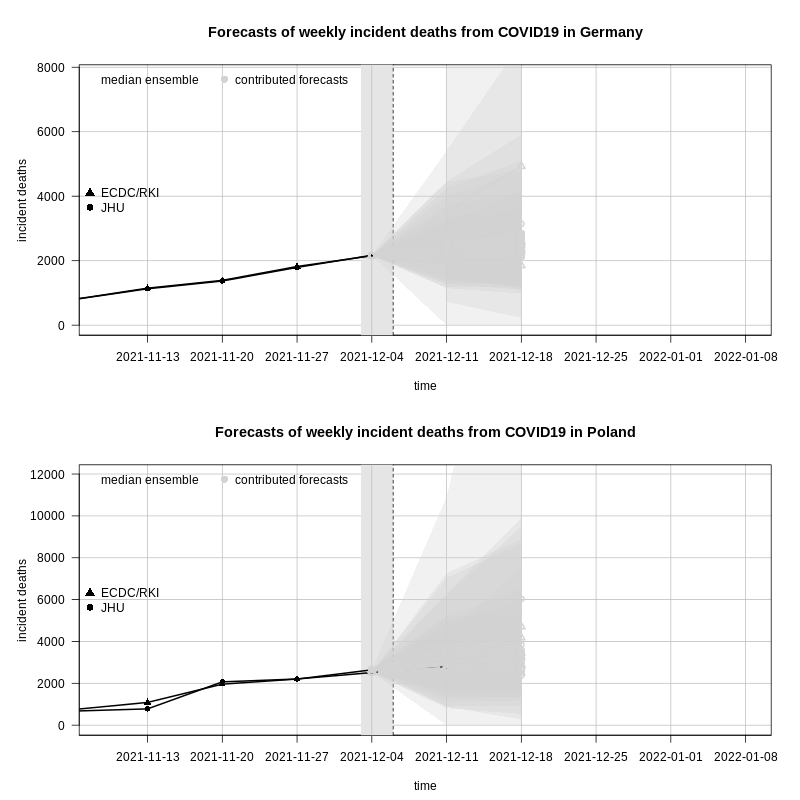 Forecasts of weekly incident deaths from COVID19 in Germany
median ensemble contributed forecasts
ECDC/RKI
JHU
incident deaths
8000
6000
4000
2000
0
2021-11-13 2021-11-20 2021-11-27 2021-12-04 2021-12-11 2021-12-18 2021-12-25 2022-01-01 2022-01-08
time
Forecasts of weekly incident deaths from COVID19 in Poland
median ensemble contributed forecasts
ECDC/RKI
JHU
incident deaths
12000
10000
8000
6000
4000
2000
0
2021-11-13 2021-11-20 2021-11-27 2021-12-04 2021-12-11 2021-12-18 2021-12-25 2022-01-01 2022-01-08
time